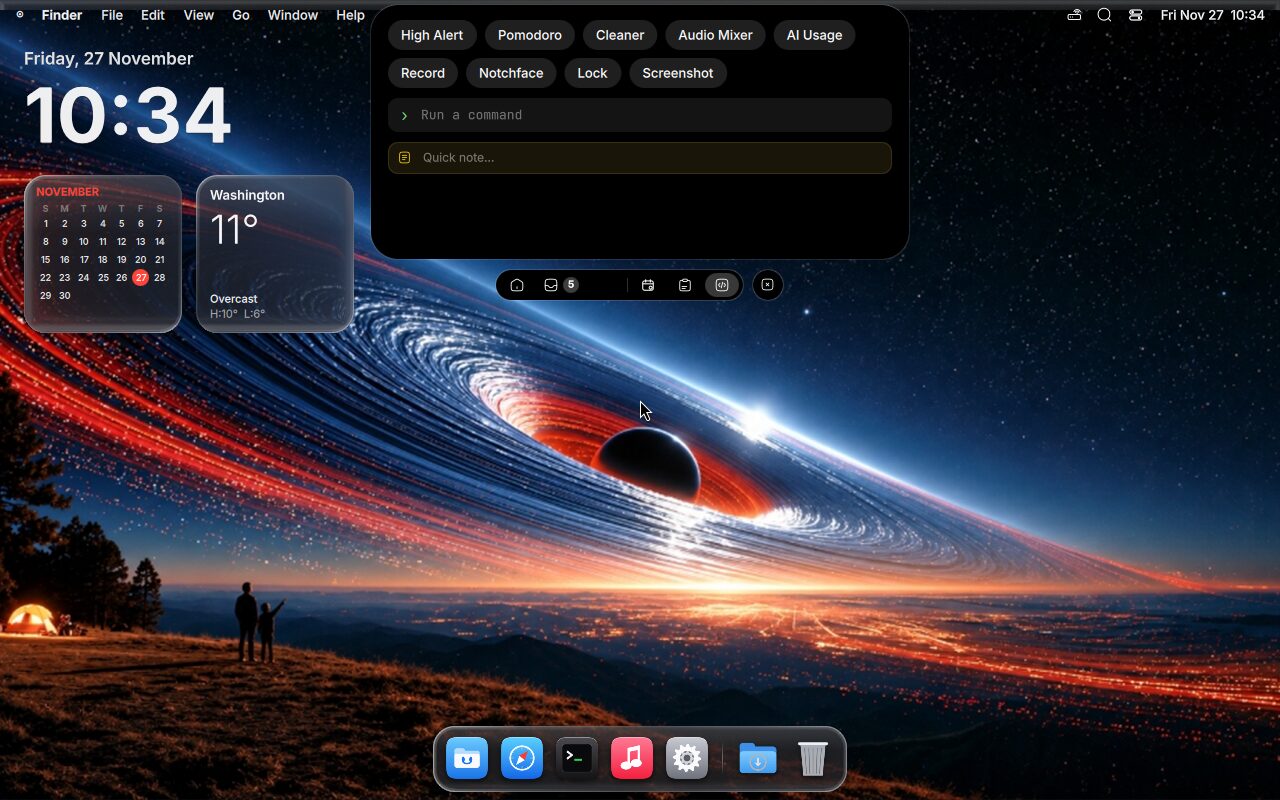 Finder File Edit View Go Window Help
Fri Nov 27 10:34
Friday, 27 November
10:34
NOVEMBER
S M T W T F S
1 2 3 4 5 6 7
8 9 10 11 12 13 14
15 16 17 18 19 20 21
22 23 24 25 26 27 28
29 30
Washington
11°
Overcast
H:10° L:6°
High Alert Pomodoro Cleaner Audio Mixer AI Usage
Record Notchface Lock Screenshot
Run a command
Quick note...
5